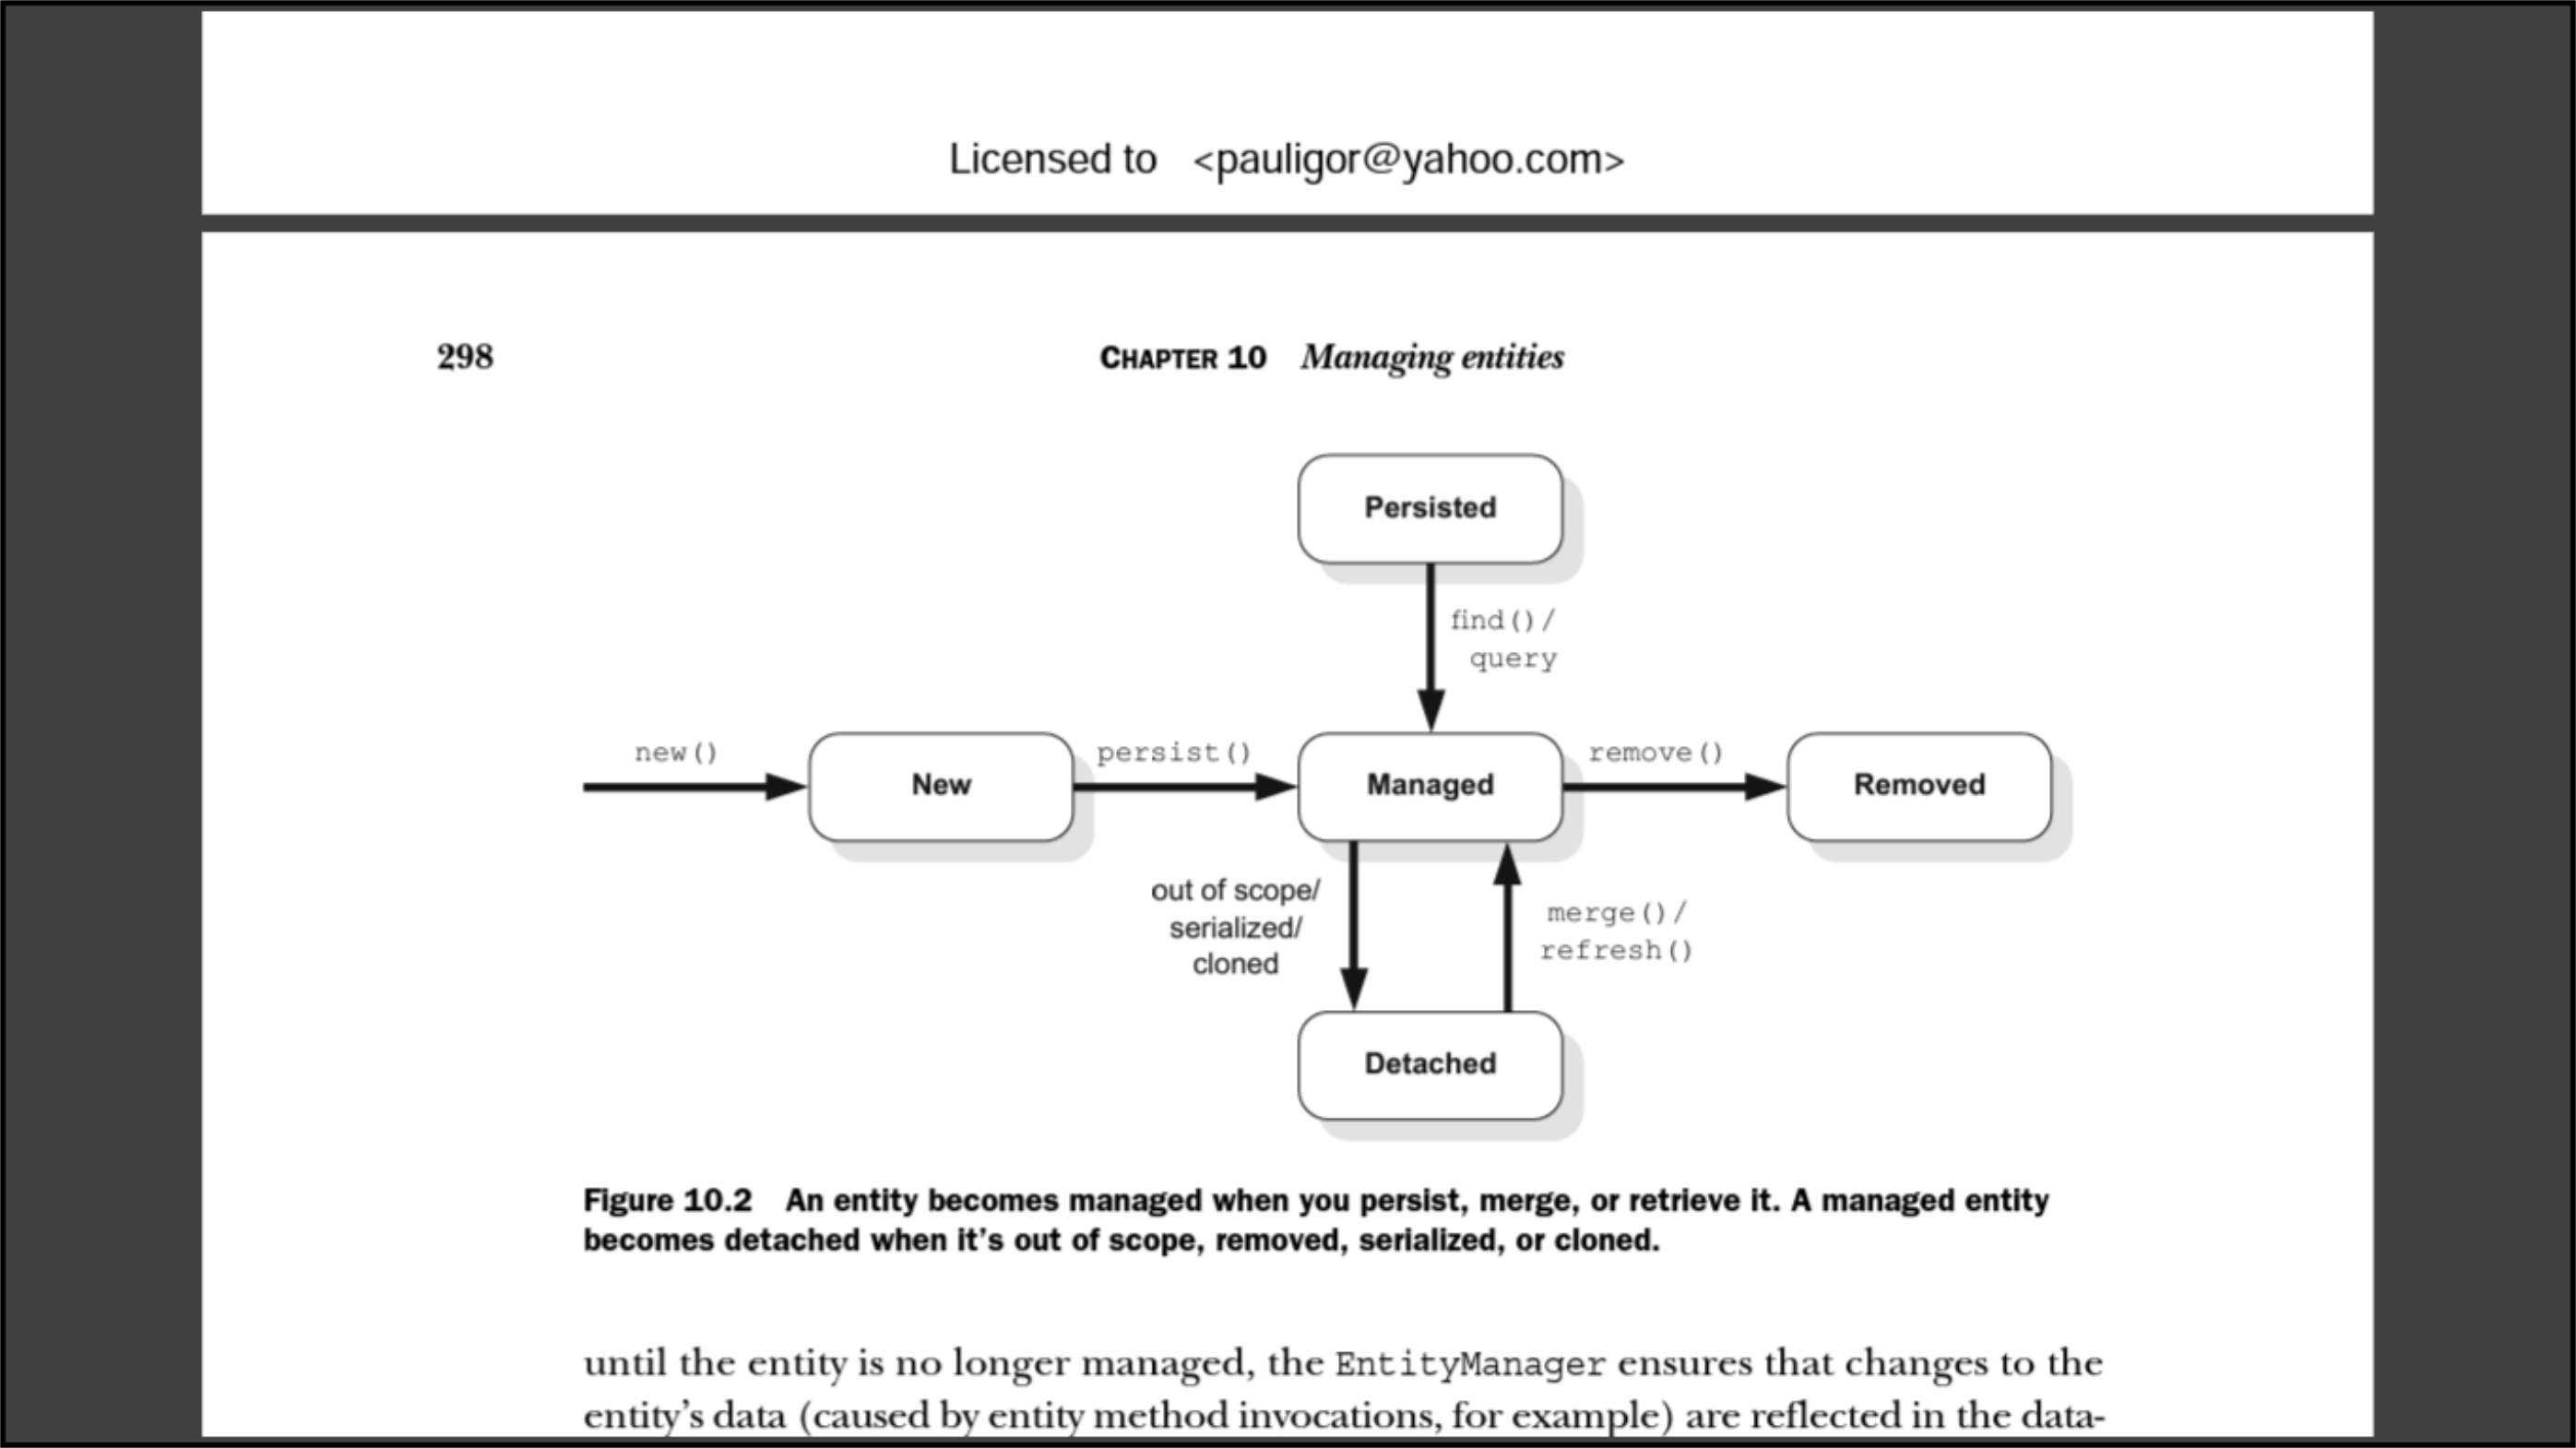 Licensed to <pauligor@yahoo.com>
298 CHAPTER 10 Managing entities
Persisted
find()/
query
new()
New
persist()
Managed
remove()
Removed
out of scope/
serialized/
cloned
merge()/
refresh()
Detached
Figure 10.2 An entity becomes managed when you persist, merge, or retrieve it. A managed entity
becomes detached when it's out of scope, removed, serialized, or cloned.
until the entity is no longer managed, the EntityManager ensures that changes to the
entity's data (caused by entity method invocations, for example) are reflected in the data-